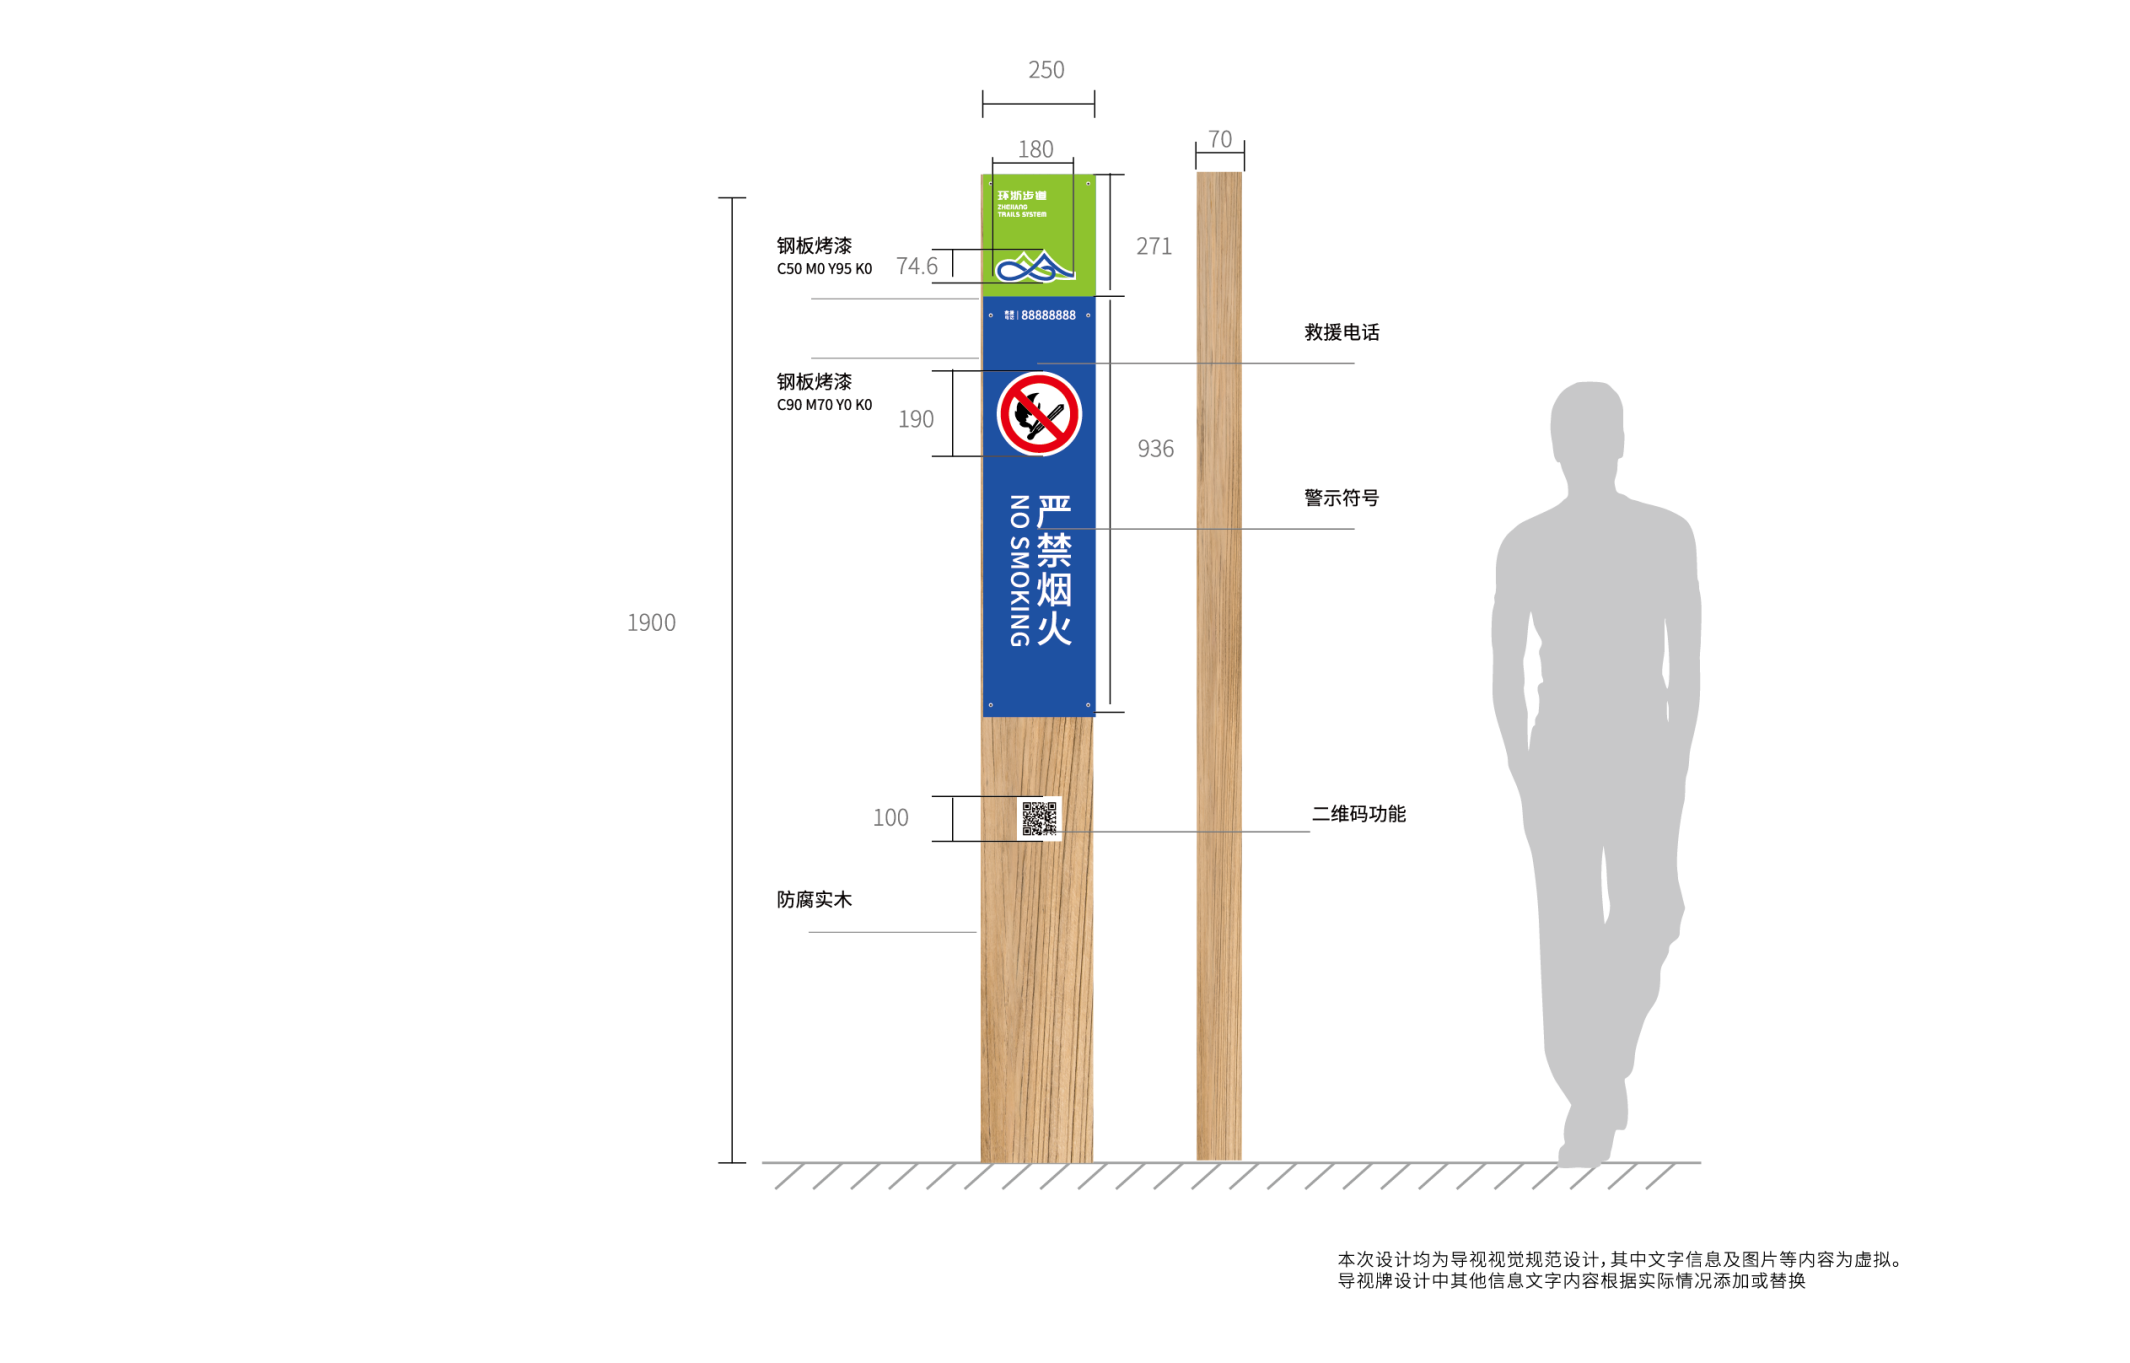 250
180
70
环浙步道
ZHEJIANG
TRAILS SYSTEM
钢板烤漆
C50 M0 Y95 K0
74.6
271
救援
电话
88888888
救援电话
钢板烤漆
C90 M70 Y0 K0
190
936
警示符号
严禁烟火
NO SMOKING
1900
100
二维码功能
防腐实木
本次设计均为导视视觉规范设计,其中文字信息及图片等内容为虚拟。
导视牌设计中其他信息文字内容根据实际情况添加或替换